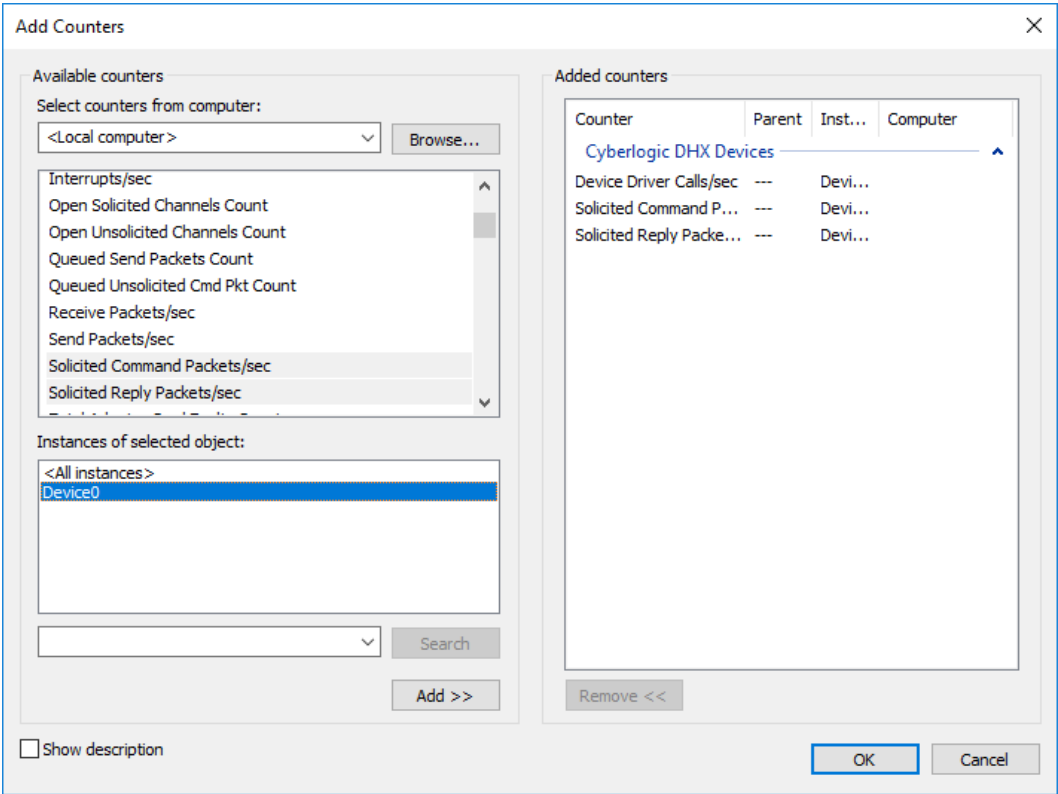 Add Counters
Available counters
Select counters from computer:
<Local computer>
Browse...
Interrupts/sec
Open Solicited Channels Count
Open Unsolicited Channels Count
Queued Send Packets Count
Queued Unsolicited Cmd Pkt Count
Receive Packets/sec
Send Packets/sec
Solicited Command Packets/sec
Solicited Reply Packets/sec
Instances of selected object:
<All instances>
Device0
Search
Add >>
Show description
Added counters
Counter Parent Inst... Computer
Cyberlogic DHX Devices
Device Driver Calls/sec --- Devi...
Solicited Command P... --- Devi...
Solicited Reply Packe... --- Devi...
Remove <<
OK
Cancel